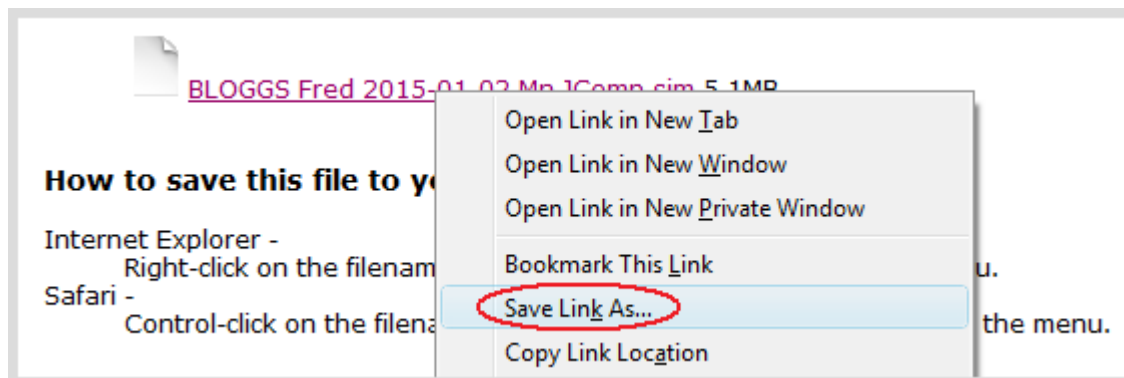 BLOGGS Fred 2015-01-02 Mn JComp.sim 5.1MB
Open Link in New Tab
Open Link in New Window
How to save this file to yo
Open Link in New Private Window
Internet Explorer -
Right-click on the filenam
Bookmark This Link
u.
Safari -
Save Link As...
Control-click on the filena
the menu.
Copy Link Location